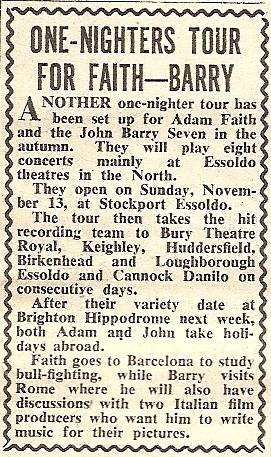 ONE-NIGHTERS TOUR
FOR FAITH—BARRY
ANOTHER one-nighter tour has
been set up for Adam Faith
and the John Barry Seven in the
autumn. They will play eight
concerts mainly at Essoldo
theatres in the North.
They open on Sunday, Novem-
ber 13, at Stockport Essoldo.
The tour then takes the hit
recording team to Bury Theatre
Royal, Keighley, Huddersfield,
Birkenhead and Loughborough
Essoldo and Cannock Danilo on
consecutive days.
After their variety date at
Brighton Hippodrome next week,
both Adam and John take holi-
days abroad.
Faith goes to Barcelona to study
bull-fighting, while Barry visits
Rome where he will also have
discussions with two Italian film
producers who want him to write
music for their pictures.